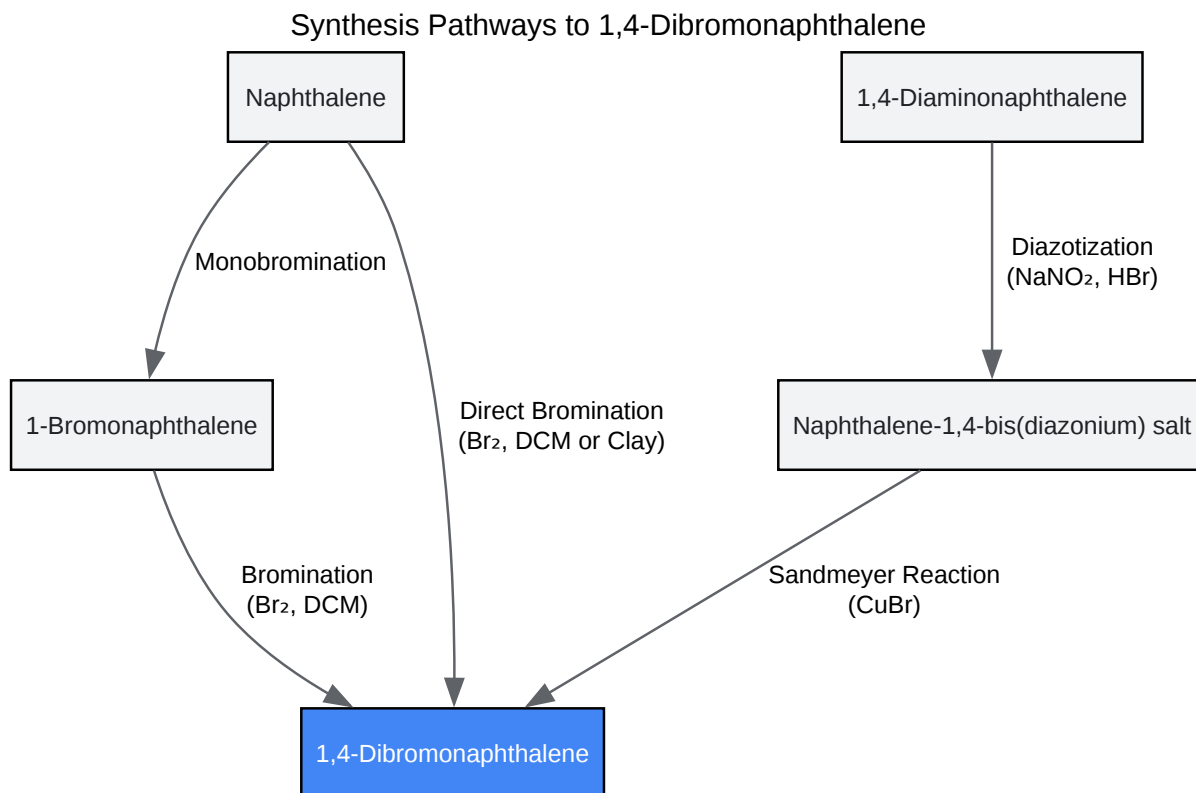 Synthesis Pathways to 1,4-Dibromonaphthalene
Naphthalene
1,4-Diaminonaphthalene
Monobromination
Diazotization
(NaNO₂, HBr)
1-Bromonaphthalene
Direct Bromination
(Br₂, DCM or Clay)
Naphthalene-1,4-bis(diazonium) salt
Bromination
(Br₂, DCM)
Sandmeyer Reaction
(CuBr)
1,4-Dibromonaphthalene